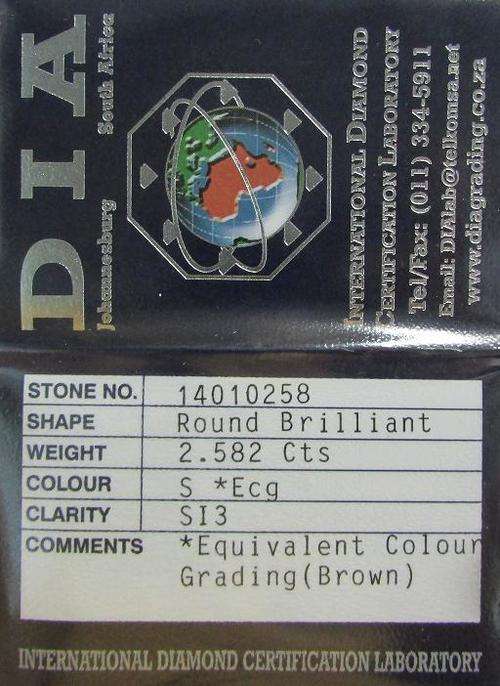 DIA
Johannesburg South Africa
INTERNATIONAL DIAMOND
CERTIFICATION LABORATORY
Tel/Fax: (011) 334-5911
Email: DIAlab@telkomsa.net
www.diagrading.co.za
STONE NO. 14010258
SHAPE Round Brilliant
WEIGHT 2.582 Cts
COLOUR S *Ecg
CLARITY SI3
COMMENTS *Equivalent Colour
Grading(Brown)
INTERNATIONAL DIAMOND CERTIFICATION LABORATORY